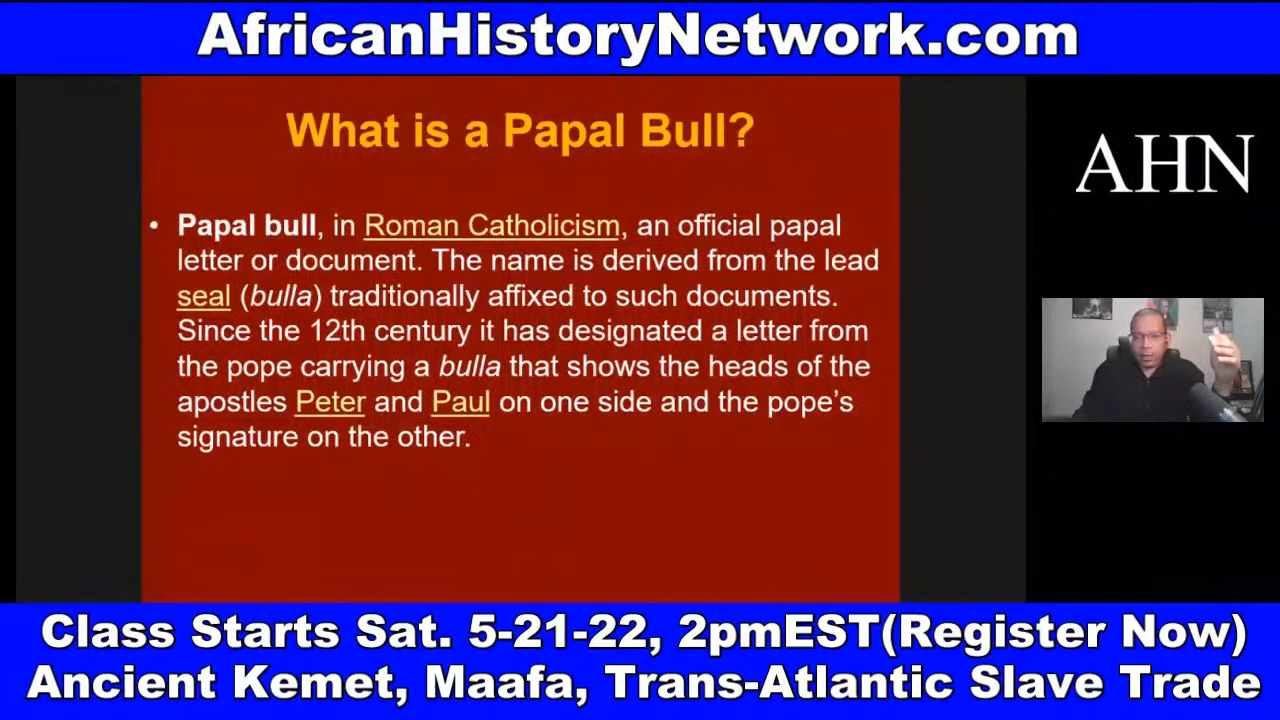 AfricanHistoryNetwork.com
What is a Papal Bull?
AHN
• Papal bull, in Roman Catholicism, an official papal
letter or document. The name is derived from the lead
seal (bulla) traditionally affixed to such documents.
Since the 12th century it has designated a letter from
the pope carrying a bulla that shows the heads of the
apostles Peter and Paul on one side and the pope’s
signature on the other.
Class Starts Sat. 5-21-22, 2pmEST(Register Now)
Ancient Kemet, Maafa, Trans-Atlantic Slave Trade